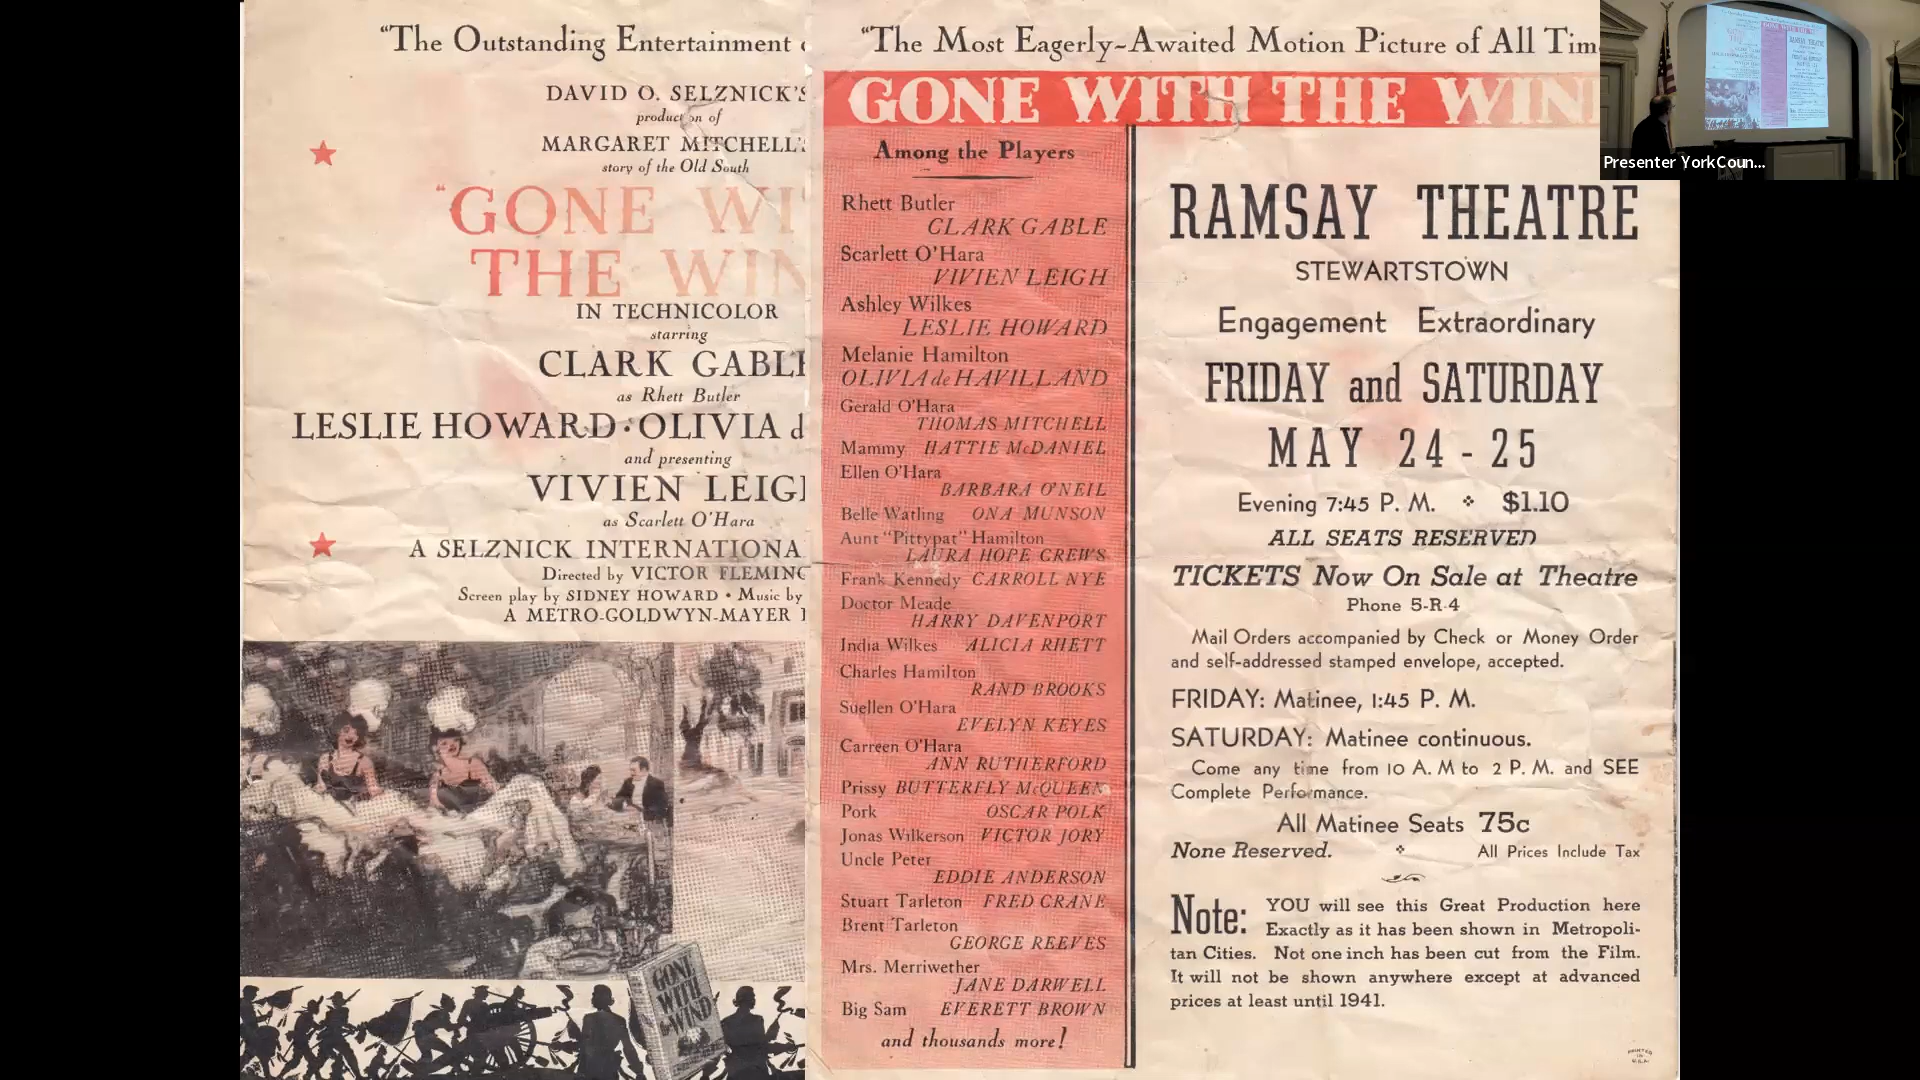 "The Outstanding Entertainment
DAVID O. SELZNICK'S
production of
MARGARET MITCHELL'S
story of the Old South
"GONE WI
THE WIN
IN TECHNICOLOR
starring
CLARK GABLE
as Rhett Butler
LESLIE HOWARD · OLIVIA d
and presenting
VIVIEN LEIG
as Scarlett O'Hara
A SELZNICK INTERNATIONA
Directed by VICTOR FLEMING
Screen play by SIDNEY HOWARD • Music by
A METRO-GOLDWYN-MAYER
GONE
WITH
the
WIND
"The Most Eagerly-Awaited Motion Picture of All Tim
GONE WITH THE WIN
Among the Players
Rhett Butler
CLARK GABLE
Scarlett O'Hara
VIVIEN LEIGH
Ashley Wilkes
LESLIE HOWARD
Melanie Hamilton
OLIVIA de HAVILLAND
Gerald O'Hara
THOMAS MITCHELL
Mammy HATTIE McDANIEL
Ellen O'Hara
BARBARA O'NEIL
Belle Watling ONA MUNSON
Aunt "Pittypat" Hamilton
LAURA HOPE CREWS
Frank Kennedy CARROLL NYE
Doctor Meade
HARRY DAVENPORT
India Wilkes ALICIA RHETT
Charles Hamilton
RAND BROOKS
Suellen O'Hara
EVELYN KEYES
Carreen O'Hara
ANN RUTHERFORD
Prissy BUTTERFLY McQUEEN
Pork OSCAR POLK
Jonas Wilkerson VICTOR JORY
Uncle Peter
EDDIE ANDERSON
Stuart Tarleton FRED CRANE
Brent Tarleton
GEORGE REEVES
Mrs. Merriwether
JANE DARWELL
Big Sam EVERETT BROWN
and thousands more!
RAMSAY THEATRE
STEWARTSTOWN
Engagement Extraordinary
FRIDAY and SATURDAY
MAY 24 - 25
Evening 7:45 P. M. $1.10
ALL SEATS RESERVED
TICKETS Now On Sale at Theatre
Phone 5-R-4
Mail Orders accompanied by Check or Money Order
and self-addressed stamped envelope, accepted.
FRIDAY: Matinee, 1:45 P. M.
SATURDAY: Matinee continuous.
Come any time from 10 A. M to 2 P. M. and SEE
Complete Performance.
All Matinee Seats 75c
None Reserved. All Prices Include Tax
Note: YOU will see this Great Production here
Exactly as it has been shown in Metropoli-
tan Cities. Not one inch has been cut from the Film.
It will not be shown anywhere except at advanced
prices at least until 1941.
PRINTED
IN
U.S.A.
Presenter YorkCoun...